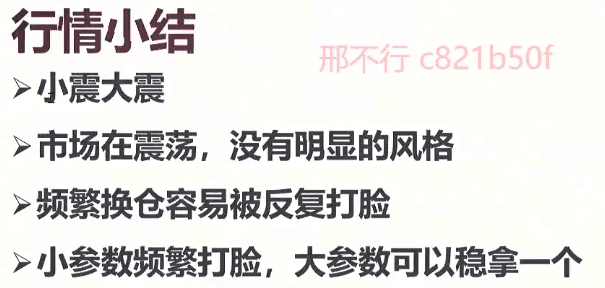 行情小结
邢不行 c821b50f
➢小震大震
➢市场在震荡，没有明显的风格
➢频繁换仓容易被反复打脸
➢小参数频繁打脸，大参数可以稳拿一个